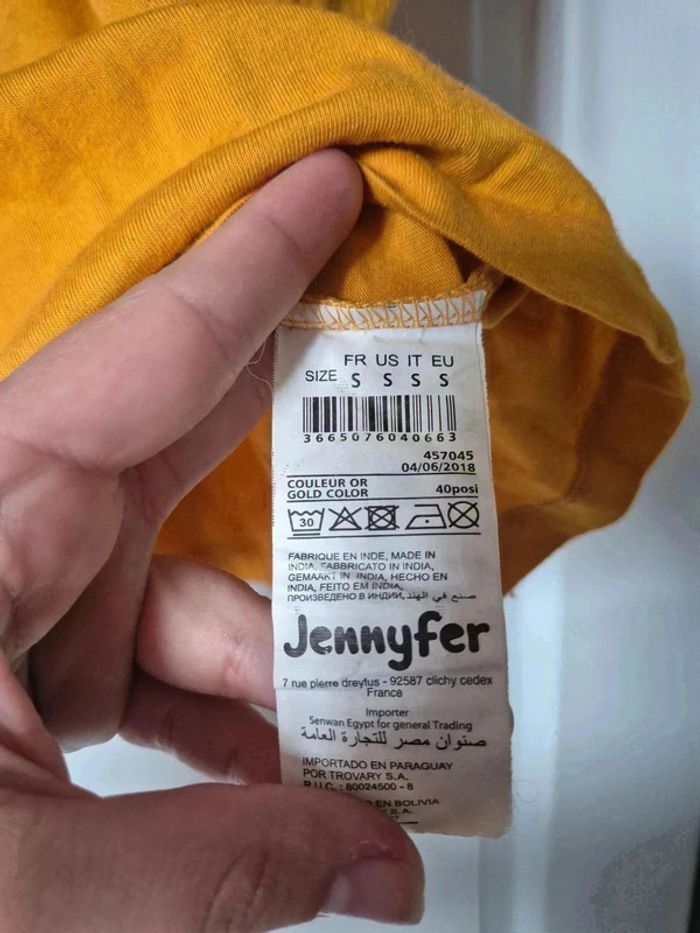 FR US IT EU
SIZE S S S S
3665076040663
457045
04/06/2018
COULEUR OR
GOLD COLOR 40posi
30
FABRIQUE EN INDE, MADE IN
INDIA, FABBRICATO IN INDIA,
GEMAAKT IN INDIA, HECHO EN
INDIA, FEITO EM INDIA,
ПРОИЗВЕДЕНО В ИНДИИ, صنع في الهند
Jennyfer
7 rue pierre dreyfus - 92587 clichy cedex
France
Importer
Senwan Egypt for general Trading
صنوان مصر للتجارة العامة
IMPORTADO EN PARAGUAY
POR TROVARY S.A.
R.U.C. : 80024500 - 8
EN BOLIVIA
S.A.